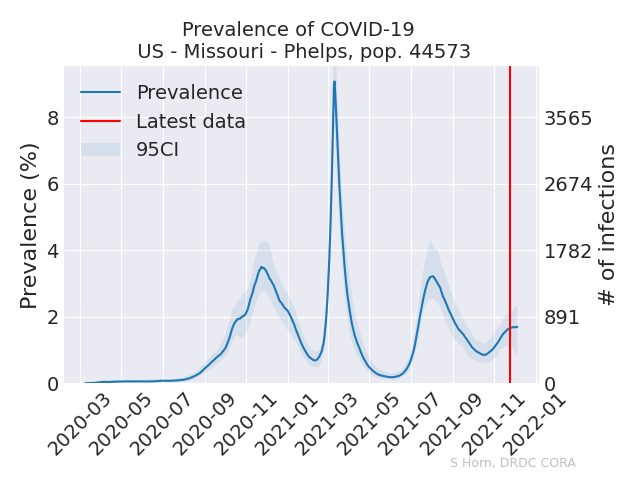 Prevalence of COVID-19
US - Missouri - Phelps, pop. 44573
Prevalence
Latest data
95CI
Prevalence (%)
8
6
4
2
0
3565
2674
1782
891
0
# of infections
2020-03
2020-05
2020-07
2020-09
2020-11
2021-01
2021-03
2021-05
2021-07
2021-09
2021-11
2022-01
S Horn, DRDC CORA